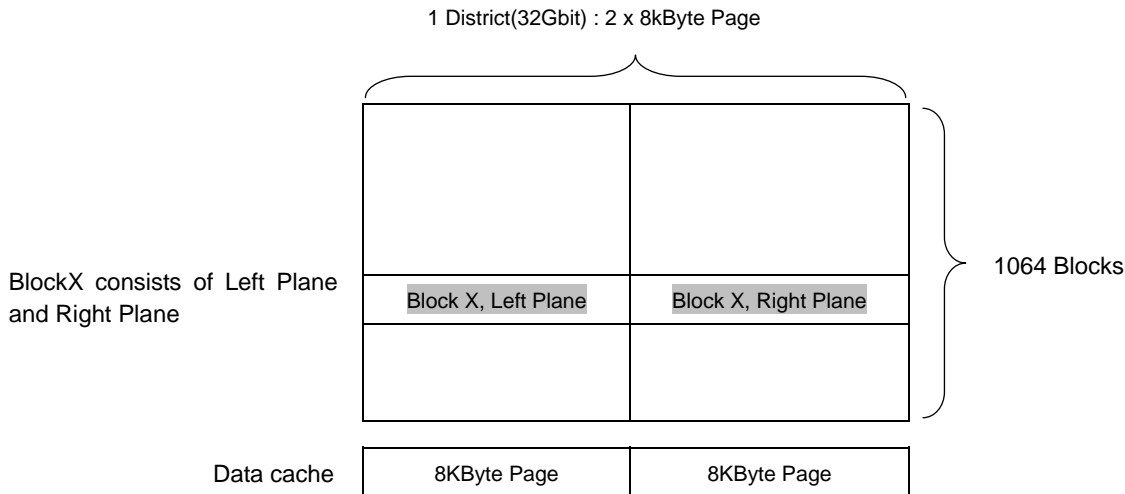 1 District(32Gbit) : 2 x 8kByte Page
BlockX consists of Left Plane
and Right Plane
Block X, Left Plane
Block X, Right Plane
1064 Blocks
Data cache
8KByte Page
8KByte Page